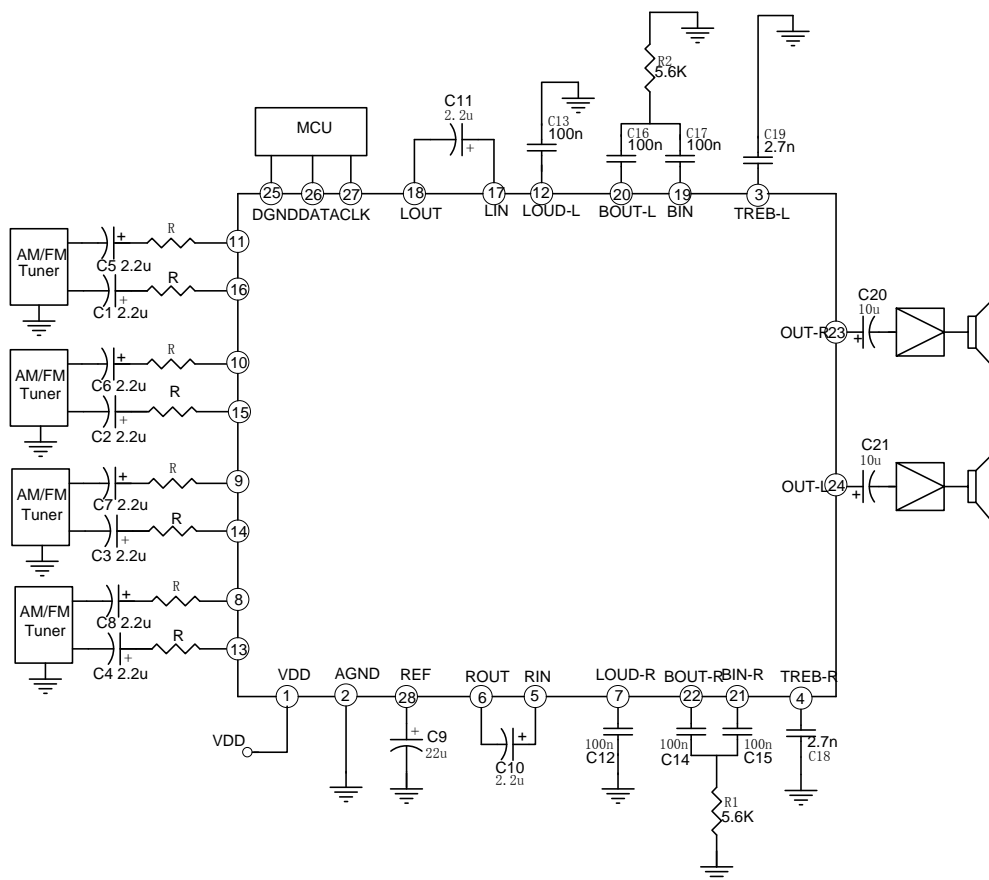 R2
5.6K
C11
2.2u
+
C13
100n
C16
100n
C17
100n
C19
2.7n
MCU
25
26
27
18
17
12
20
19
3
DGND
DATA
CLK
LOUT
LIN
LOUD-L
BOUT-L
BIN
TREB-L
AM/FM
Tuner
+
R
C5 2.2u
11
R
C1 2.2u
+
16
AM/FM
Tuner
+
R
C6 2.2u
10
R
C2 2.2u
+
15
AM/FM
Tuner
+
R
C7 2.2u
9
R
C3 2.2u
+
14
AM/FM
Tuner
+
R
C8 2.2u
8
R
C4 2.2u
+
13
C20
10u
OUT-R
23
+
C21
10u
OUT-L
24
+
VDD
AGND
REF
ROUT
RIN
LOUD-R
BOUT-R
BIN-R
TREB-R
1
2
28
6
5
7
22
21
4
VDD
+
C9
22u
+
C10
2.2u
100n
C12
100n
C14
100n
C15
2.7n
C18
R1
5.6K